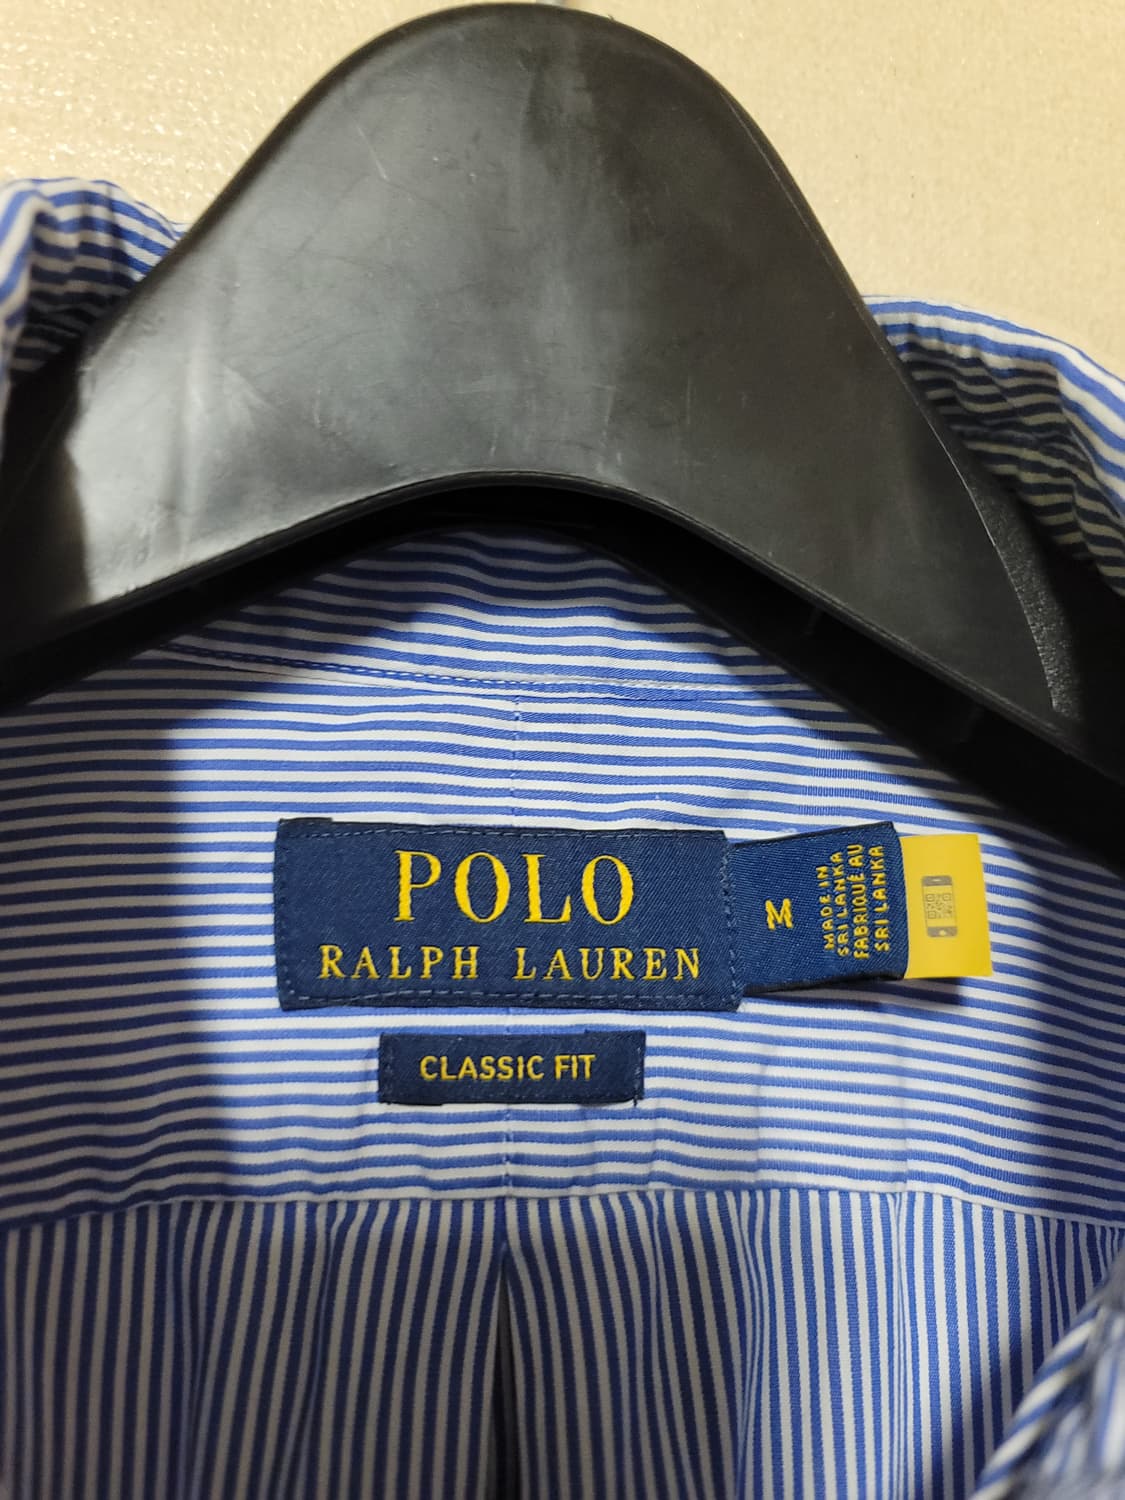 POLO
RALPH LAUREN
M
MADE IN
SRI LANKA
FABRIQUÉ AU
SRI LANKA
CLASSIC FIT